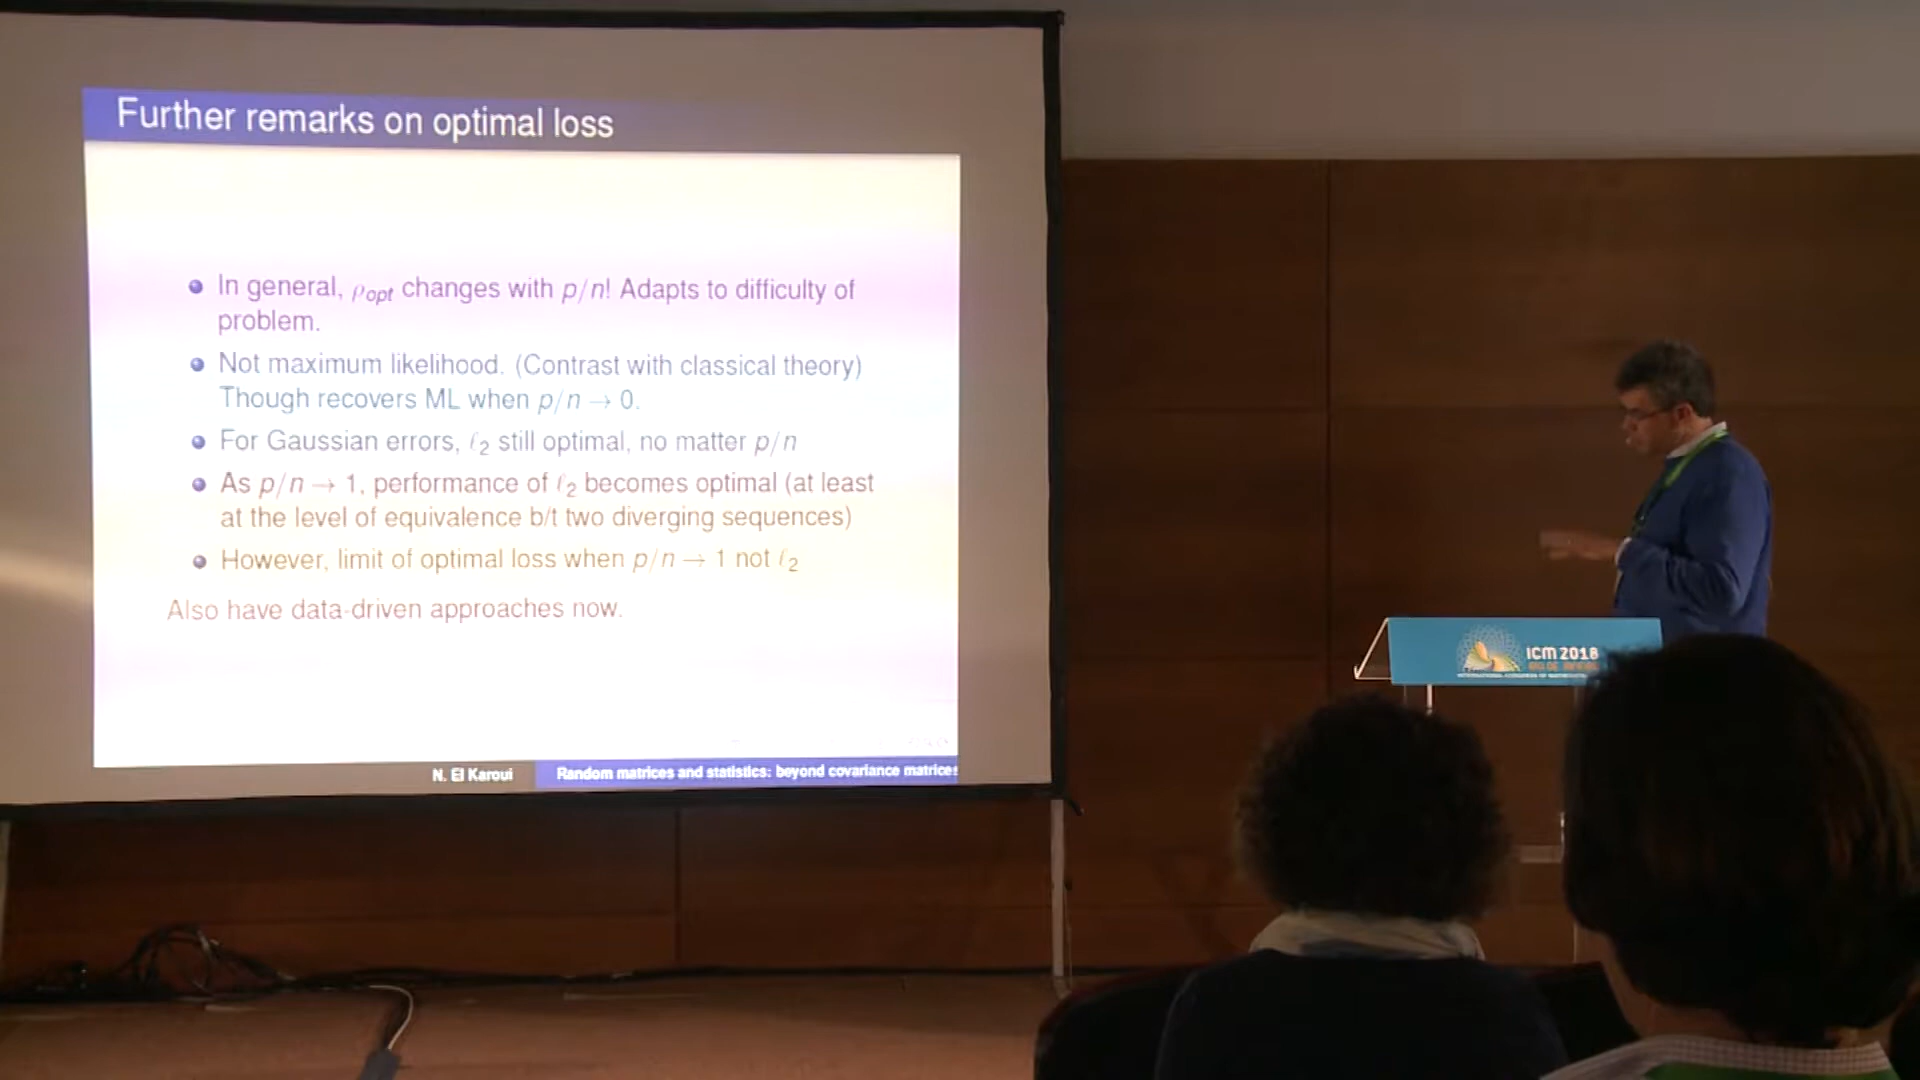 Further remarks on optimal loss
In general, ρopt changes with p/n! Adapts to difficulty of
problem.
Not maximum likelihood. (Contrast with classical theory)
Though recovers ML when p/n → 0.
For Gaussian errors, ℓ2 still optimal, no matter p/n
As p/n → 1, performance of ℓ2 becomes optimal (at least
at the level of equivalence b/t two diverging sequences)
However, limit of optimal loss when p/n → 1 not ℓ2
Also have data-driven approaches now.
N. El Karoui
Random matrices and statistics: beyond covariance matrices
ICM 2018